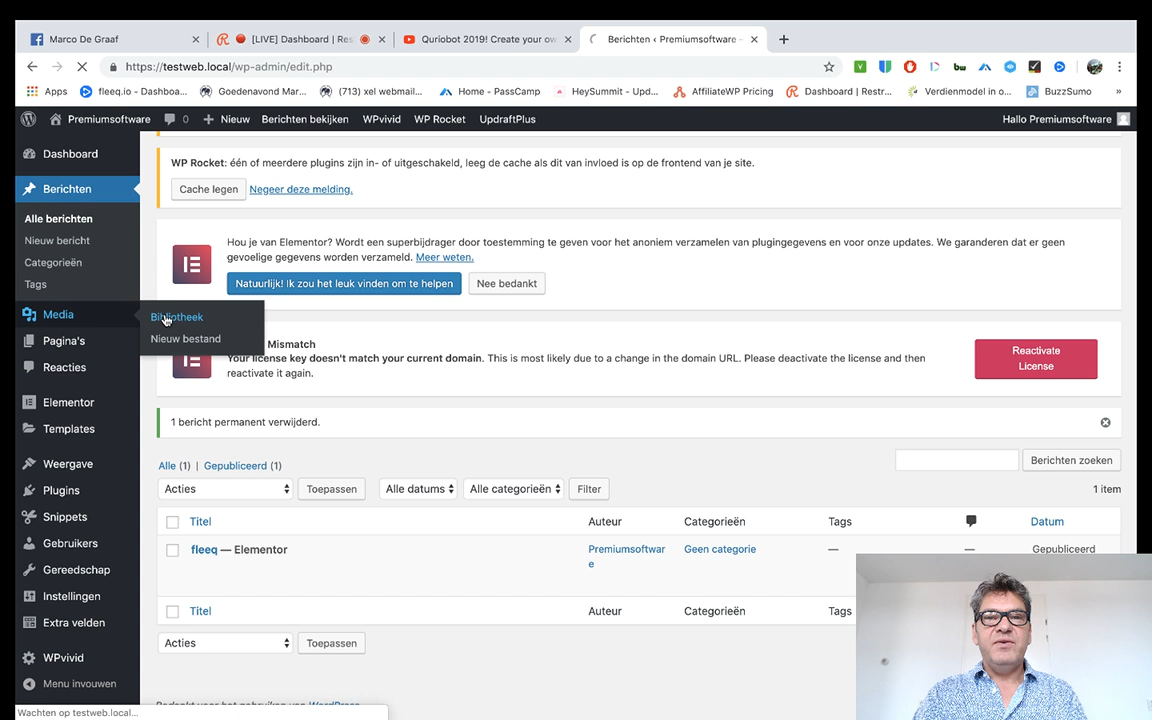 Marco De Graaf
[LIVE] Dashboard | Res
Quriobot 2019! Create your ow
Berichten ‹ Premiumsoftware
https://testweb.local/wp-admin/edit.php
Apps
fleeq.io - Dashboa...
Goedenavond Mar...
(713) xel webmail...
Home - PassCamp
HeySummit - Upd...
AffiliateWP Pricing
Dashboard | Restr...
Verdienmodel in o...
BuzzSumo
»
Premiumsoftware
0
Nieuw
Berichten bekijken
WPvivid
WP Rocket
UpdraftPlus
Hallo Premiumsoftware
Dashboard
Berichten
Alle berichten
Nieuw bericht
Categorieën
Tags
Media
Bibliotheek
Nieuw bestand
Pagina's
Reacties
Elementor
Templates
Weergave
Plugins
Snippets
Gebruikers
Gereedschap
Instellingen
Extra velden
WPvivid
Menu invouwen
WP Rocket: één of meerdere plugins zijn in- of uitgeschakeld, leeg de cache als dit van invloed is op de frontend van je site.
Cache legen
Negeer deze melding.
Hou je van Elementor? Wordt een superbijdrager door toestemming te geven voor het anoniem verzamelen van plugingegevens en voor onze updates. We garanderen dat er geen
gevoelige gegevens worden verzameld. Meer weten.
Natuurlijk! Ik zou het leuk vinden om te helpen
Nee bedankt
Mismatch
Your license key doesn't match your current domain. This is most likely due to a change in the domain URL. Please deactivate the license and then
reactivate it again.
Reactivate
License
1 bericht permanent verwijderd.
Alle (1) | Gepubliceerd (1)
Berichten zoeken
Acties
Toepassen
Alle datums
Alle categorieën
Filter
1 item
Titel
Auteur
Categorieën
Tags
Datum
fleeq — Elementor
Premiumsoftwar
e
Geen categorie
—
—
Gepubliceerd
Titel
Auteur
Categorieën
Tags
Acties
Toepassen
Bedankt voor het gebruiken van WordPress
Wachten op testweb.local...